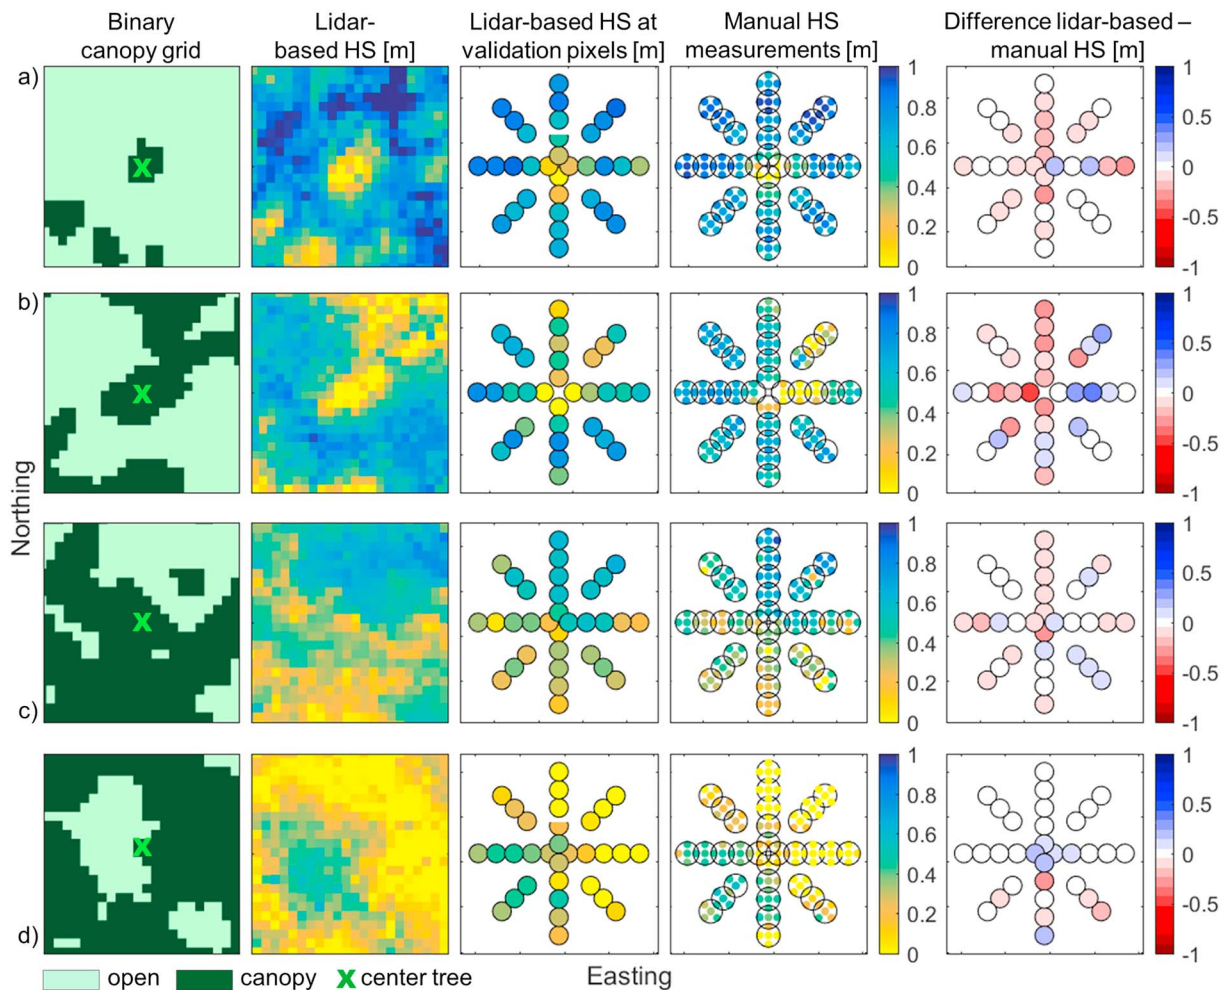 Binary
canopy grid
Lidar-
based HS [m]
Lidar-based HS at
validation pixels [m]
Manual HS
measurements [m]
Difference lidar-based –
manual HS [m]
a)
x
1
0.8
0.6
0.4
0.2
0
1
0.5
0
-0.5
-1
b)
x
1
0.8
0.6
0.4
0.2
0
1
0.5
0
-0.5
-1
Northing
c)
x
1
0.8
0.6
0.4
0.2
0
1
0.5
0
-0.5
-1
d)
x
1
0.8
0.6
0.4
0.2
0
1
0.5
0
-0.5
-1
open
canopy
x center tree
Easting